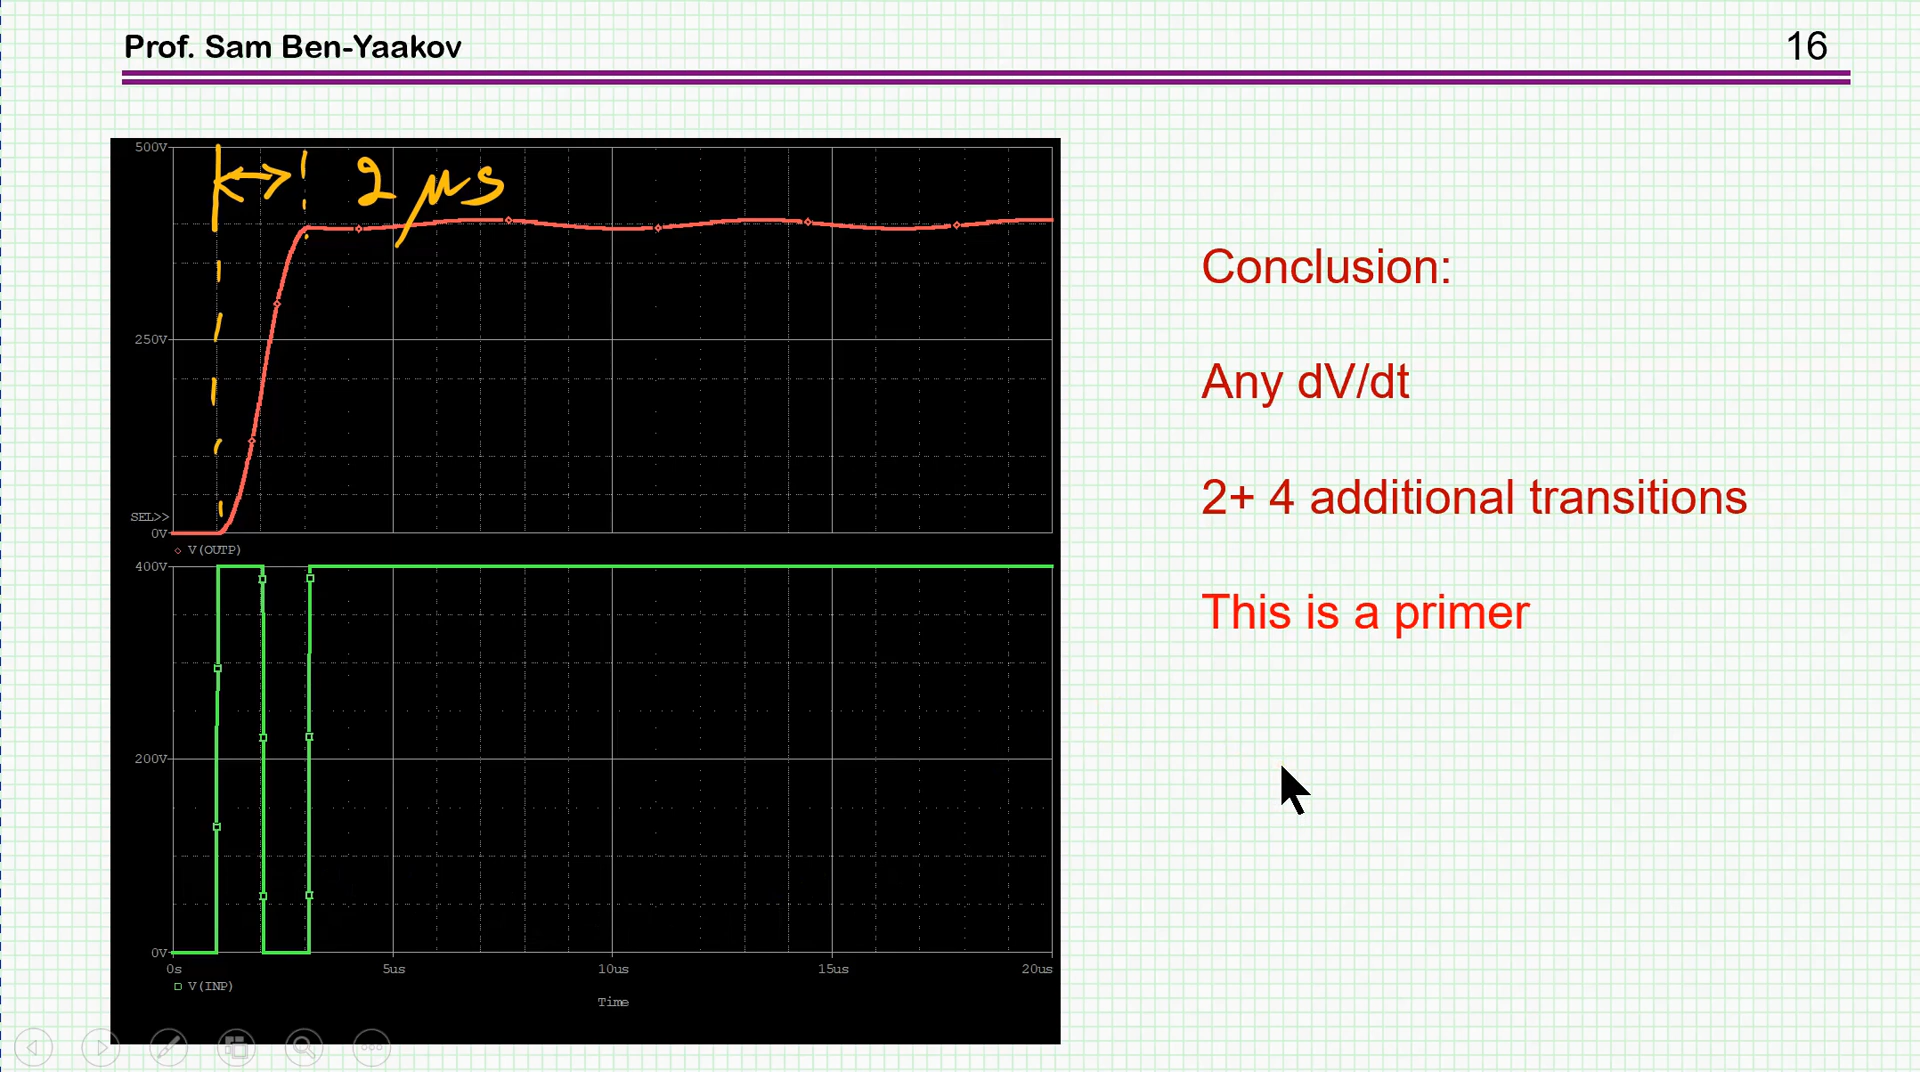 Prof. Sam Ben-Yaakov
16
500V
2 μs
250V
SEL>>
0V
V(OUTP)
400V
200V
0V
0s 5us 10us 15us 20us
V(INP)
Time
Conclusion:
Any dV/dt
2+ 4 additional transitions
This is a primer